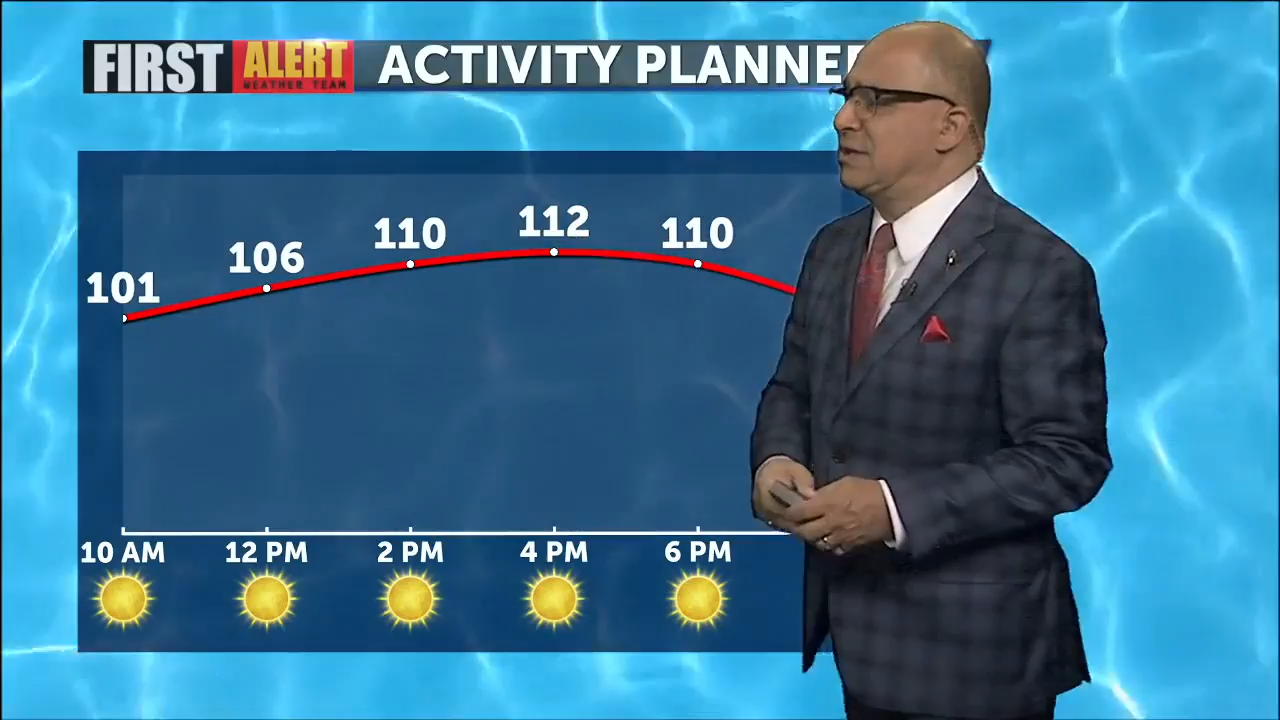 FIRST ALERT ACTIVITY PLANNE
WEATHER TEAM
101 106 110 112 110
10 AM 12 PM 2 PM 4 PM 6 PM